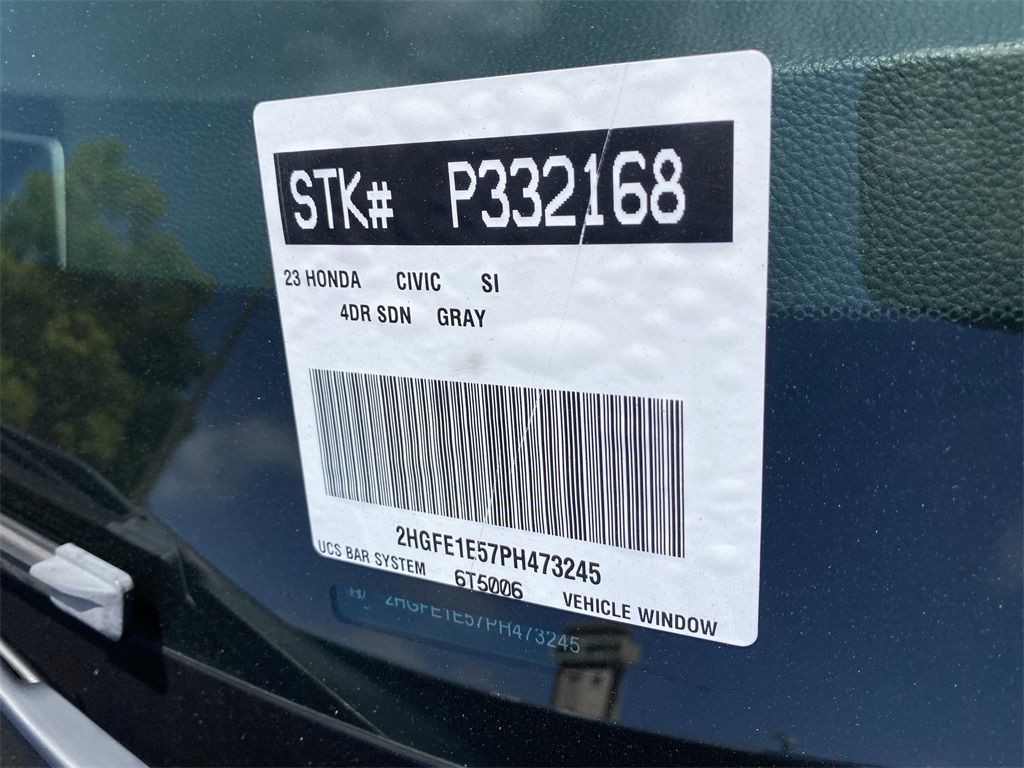 STK# P332168
23 HONDA CIVIC SI
4DR SDN GRAY
2HGFE1E57PH473245
UCS BAR SYSTEM 6T5006 VEHICLE WINDOW
2HGFE1E57PH473245